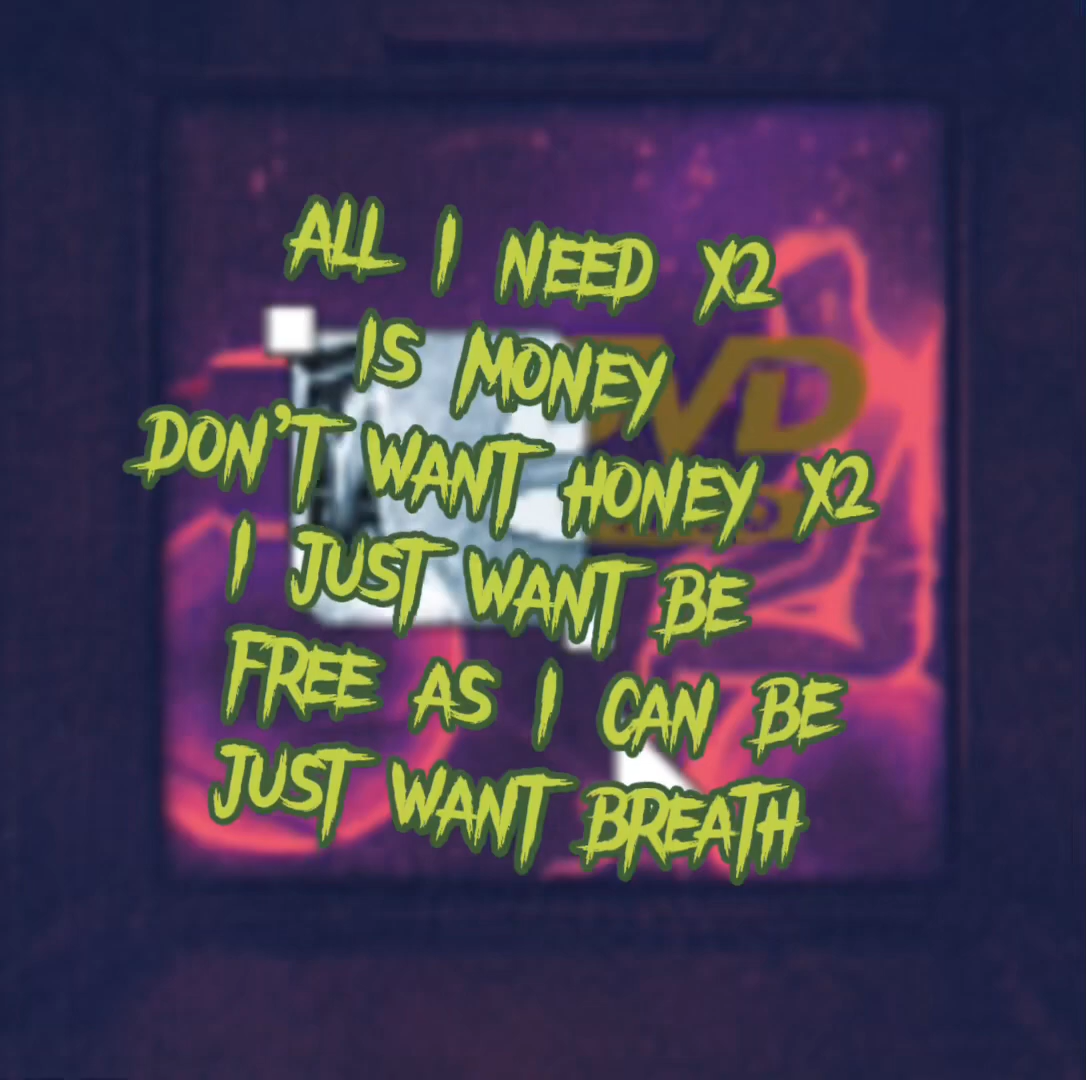 ALL I NEED X2
IS MONEY
DON'T WANT HONEY X2
I JUST WANT BE
FREE AS I CAN BE
JUST WANT BREATH